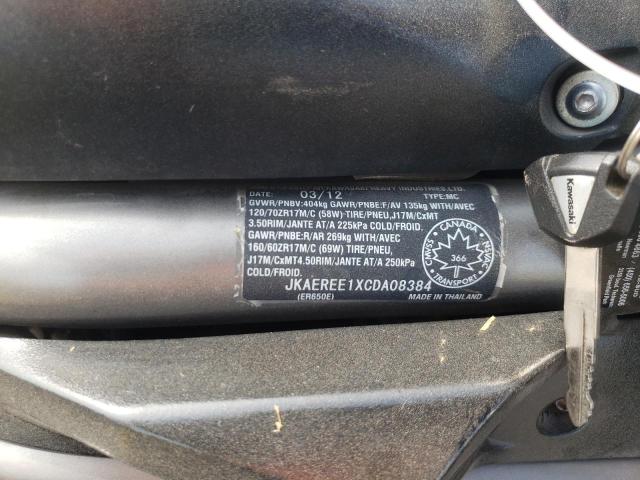 KAWASAKI HEAVY INDUSTRIES,LTD.
DATE: 03/12 TYPE:MC
GVWR/PNBV:404kg GAWR/PNBE:F/AV 135kg WITH/AVEC
120/70ZR17M/C (58W)-TIRE/PNEU,J17M/CxMT
3.50RIM/JANTE AT/A 225kPa COLD/FROID.
GAWR/PNBE:R/AR 269kg WITH/AVEC
160/60ZR17M/C (69W) TIRE/PNEU,
J17M/CxMT4.50RIM/JANTE AT/A 250kPa
COLD/FROID.
JKAEREE1XCDA08384
(ER650E)
MADE IN THAILAND
CANADA
CMVSS
NSVAC
366
TRANSPORT
Kawasaki